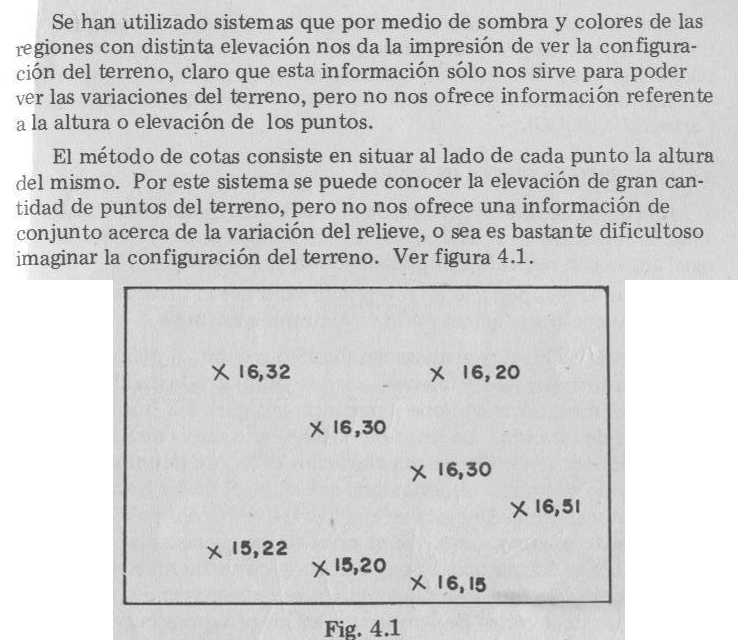 Se han utilizado sistemas que por medio de sombra y colores de las
regiones con distinta elevación nos da la impresión de ver la configura-
ción del terreno, claro que esta información sólo nos sirve para poder
ver las variaciones del terreno, pero no nos ofrece información referente
a la altura o elevación de los puntos.
El método de cotas consiste en situar al lado de cada punto la altura
del mismo. Por este sistema se puede conocer la elevación de gran can-
tidad de puntos del terreno, pero no nos ofrece una información de
conjunto acerca de la variación del relieve, o sea es bastante dificultoso
imaginar la configuración del terreno. Ver figura 4.1.
X 16,32
X 16,20
X 16,30
X 16,30
X 16,51
X 15,22
X 15,20
X 16,15
Fig. 4.1